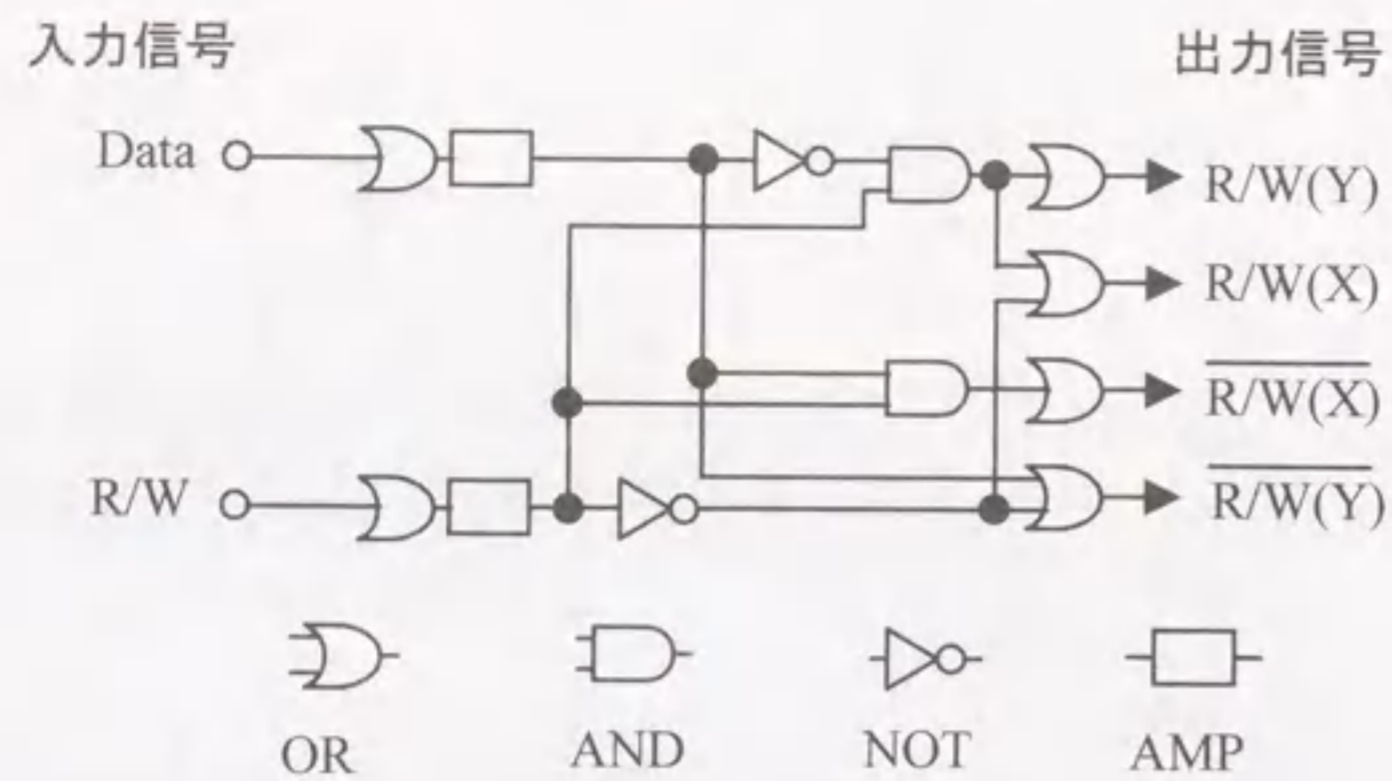 入力信号
出力信号
Data
R/W(Y)
R/W(X)
R/W(X)
R/W
R/W(Y)
OR
AND
NOT
AMP